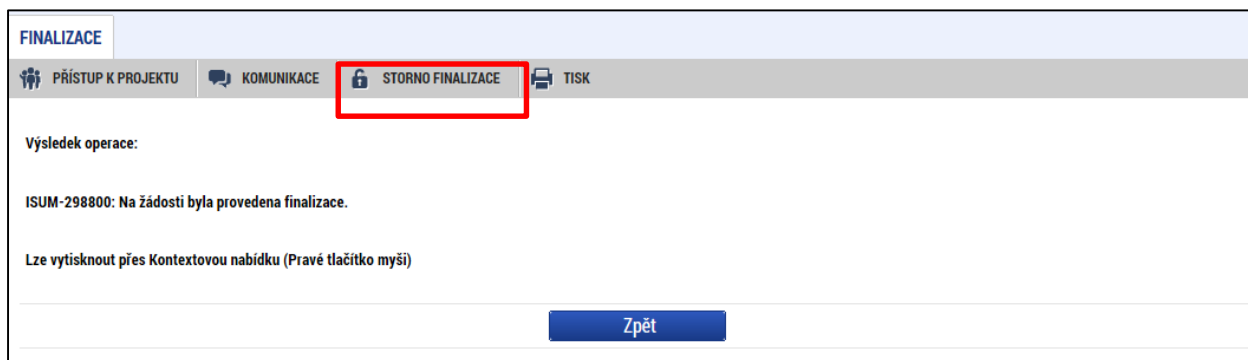 FINALIZACE
PŘÍSTUP K PROJEKTU KOMUNIKACE STORNO FINALIZACE TISK
Výsledek operace:
ISUM-298800: Na žádosti byla provedena finalizace.
Lze vytisknout přes Kontextovou nabídku (Pravé tlačítko myši)
Zpět